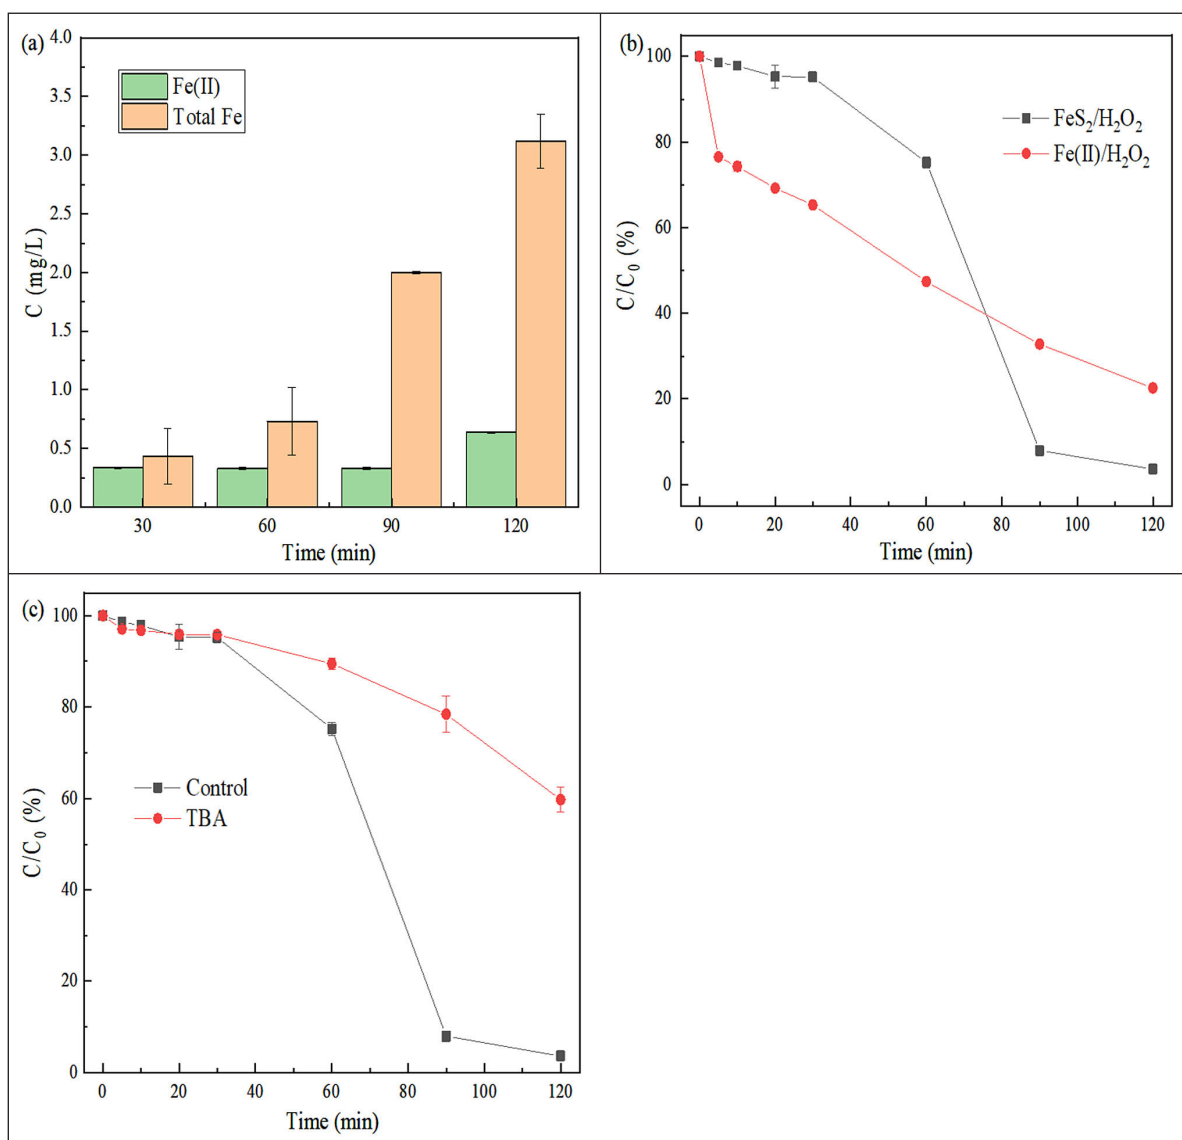 (a)
4.0
3.5
3.0
2.5
2.0
1.5
1.0
0.5
0.0
C (mg/L)
Fe(II)
Total Fe
30 60 90 120
Time (min)
(b)
100
80
60
40
20
0
C/C₀ (%)
FeS₂/H₂O₂
Fe(II)/H₂O₂
0 20 40 60 80 100 120
Time (min)
(c)
100
80
60
40
20
0
C/C₀ (%)
Control
TBA
0 20 40 60 80 100 120
Time (min)